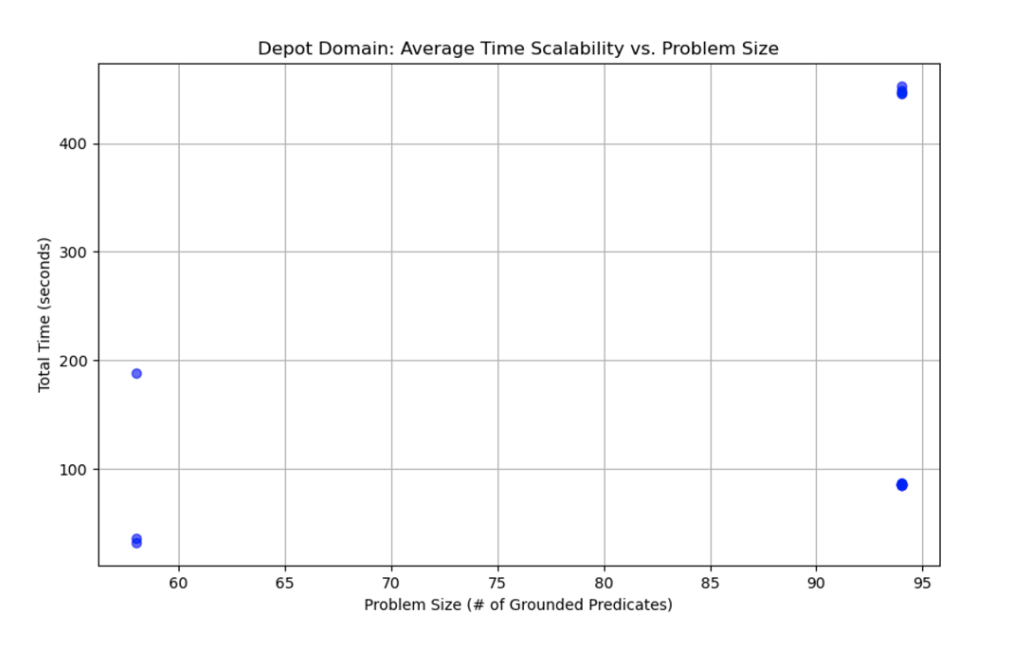 Depot Domain: Average Time Scalability vs. Problem Size
Total Time (seconds)
400
300
200
100
60 65 70 75 80 85 90 95
Problem Size (# of Grounded Predicates)